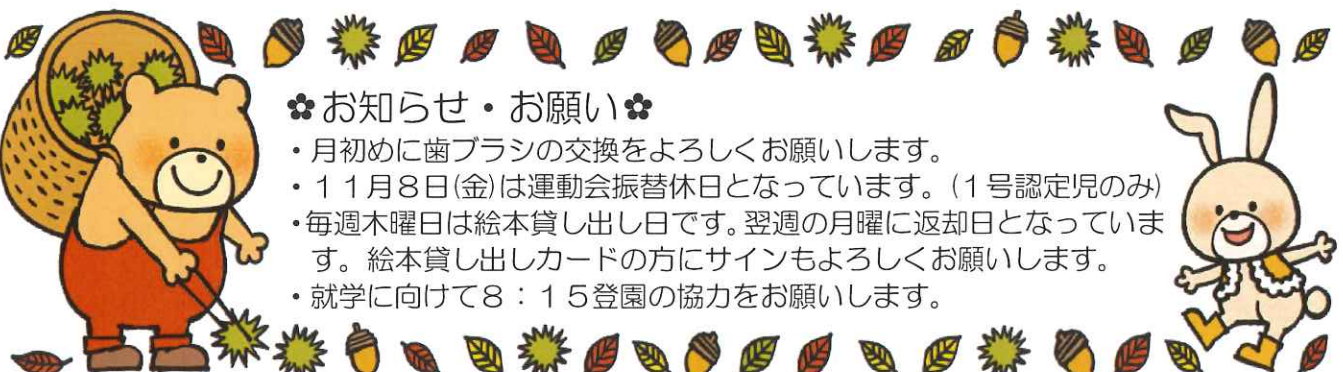 ✿お知らせ・お願い✿
・月初めに歯ブラシの交換をよろしくお願いします。
・１１月８日(金)は運動会振替休日となっています。(１号認定児のみ)
・毎週木曜日は絵本貸し出し日です。翌週の月曜に返却日となっていま
す。絵本貸し出しカードの方にサインもよろしくお願いします。
・就学に向けて８：１５登園の協力をお願いします。